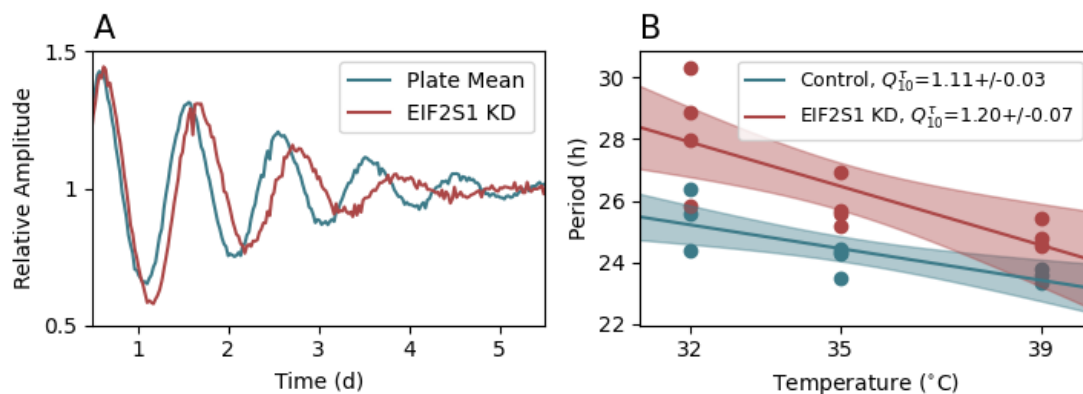 A
1.5
1
0.5
Relative Amplitude
Plate Mean
EIF2S1 KD
1
2
3
4
5
Time (d)
B
30
28
26
24
22
Period (h)
Control, Q₁₀^τ=1.11+/-0.03
EIF2S1 KD, Q₁₀^τ=1.20+/-0.07
32
35
39
Temperature (°C)